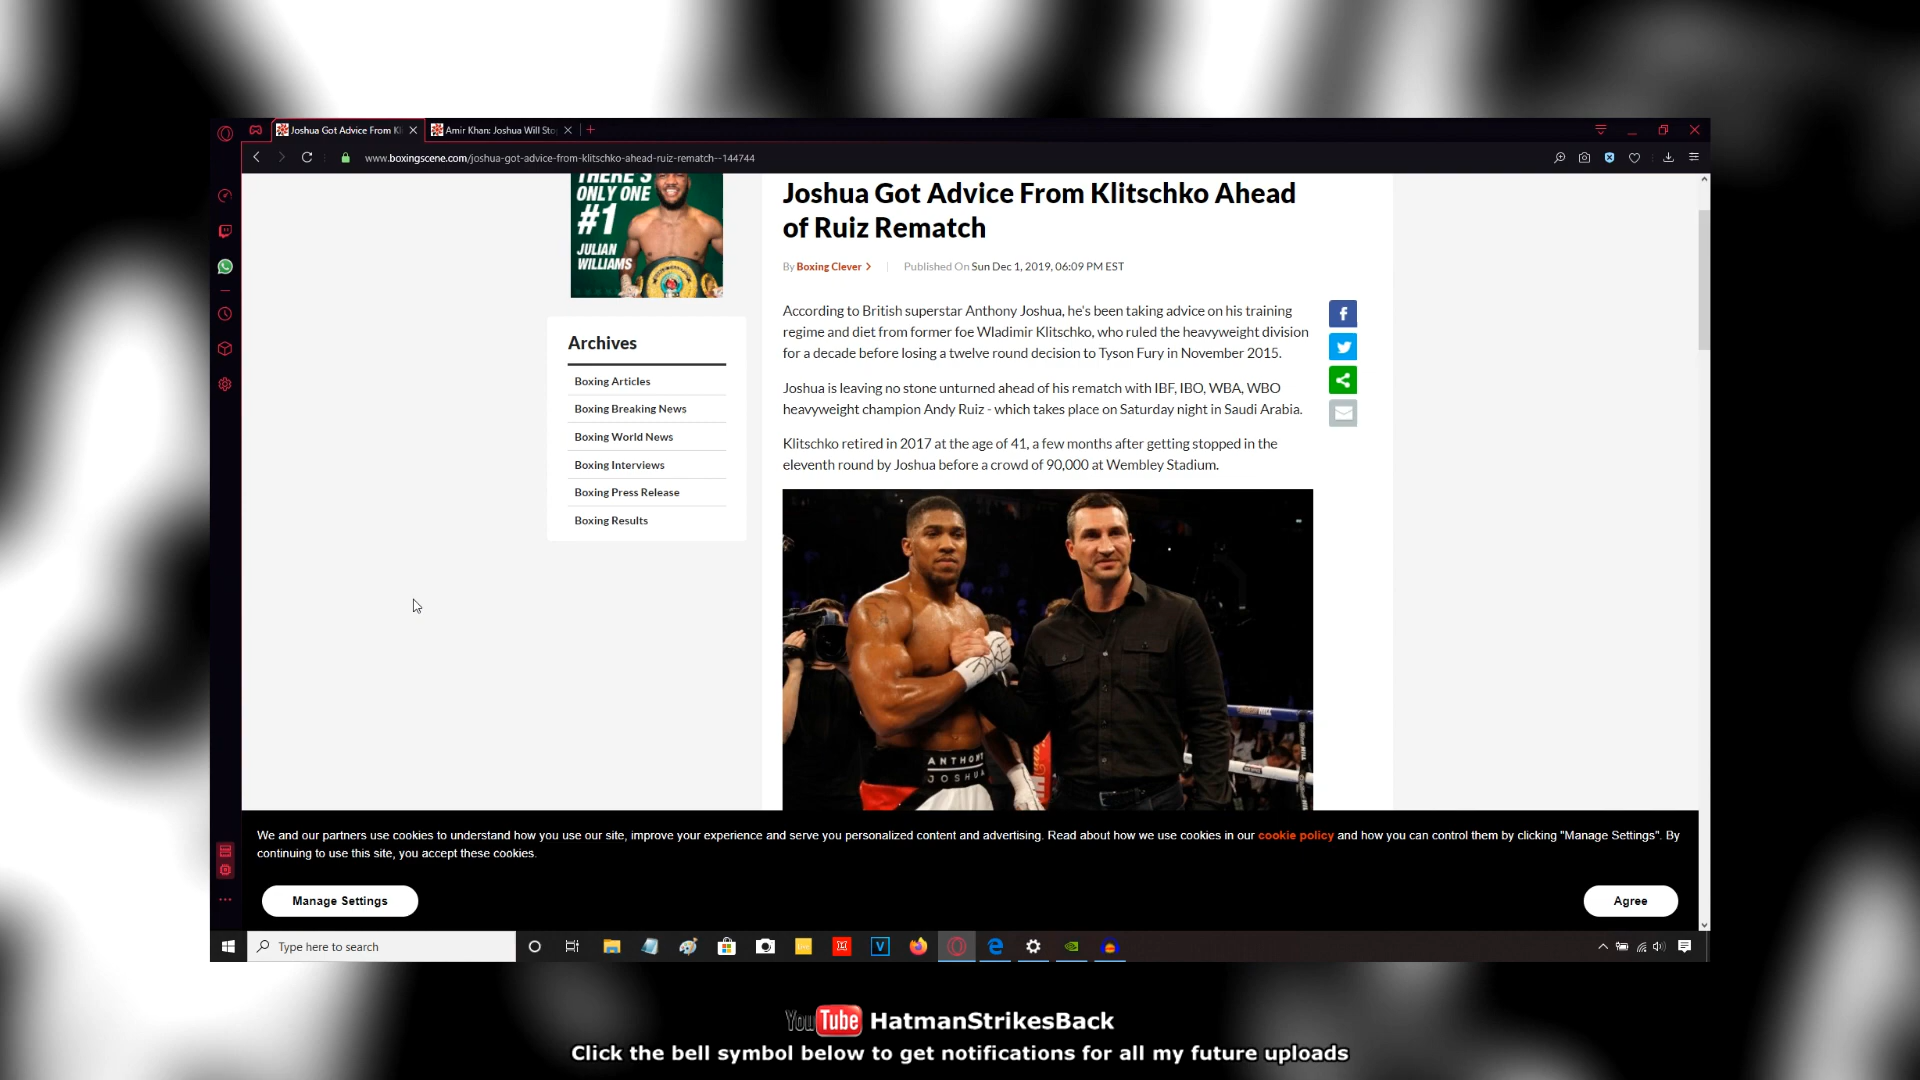 Joshua Got Advice From Kl
Amir Khan: Joshua Will Sto
www.boxingscene.com/joshua-got-advice-from-klitschko-ahead-ruiz-rematch--144744
THERE'S
ONLY ONE
#1
JULIAN
WILLIAMS
Archives
Boxing Articles
Boxing Breaking News
Boxing World News
Boxing Interviews
Boxing Press Release
Boxing Results
Joshua Got Advice From Klitschko Ahead
of Ruiz Rematch
By Boxing Clever > Published On Sun Dec 1, 2019, 06:09 PM EST
According to British superstar Anthony Joshua, he's been taking advice on his training
regime and diet from former foe Wladimir Klitschko, who ruled the heavyweight division
for a decade before losing a twelve round decision to Tyson Fury in November 2015.
Joshua is leaving no stone unturned ahead of his rematch with IBF, IBO, WBA, WBO
heavyweight champion Andy Ruiz - which takes place on Saturday night in Saudi Arabia.
Klitschko retired in 2017 at the age of 41, a few months after getting stopped in the
eleventh round by Joshua before a crowd of 90,000 at Wembley Stadium.
ANTHONY
JOSHUA
We and our partners use cookies to understand how you use our site, improve your experience and serve you personalized content and advertising. Read about how we use cookies in our cookie policy and how you can control them by clicking "Manage Settings". By
continuing to use this site, you accept these cookies.
Manage Settings
Agree
Type here to search
YouTube HatmanStrikesBack
Click the bell symbol below to get notifications for all my future uploads